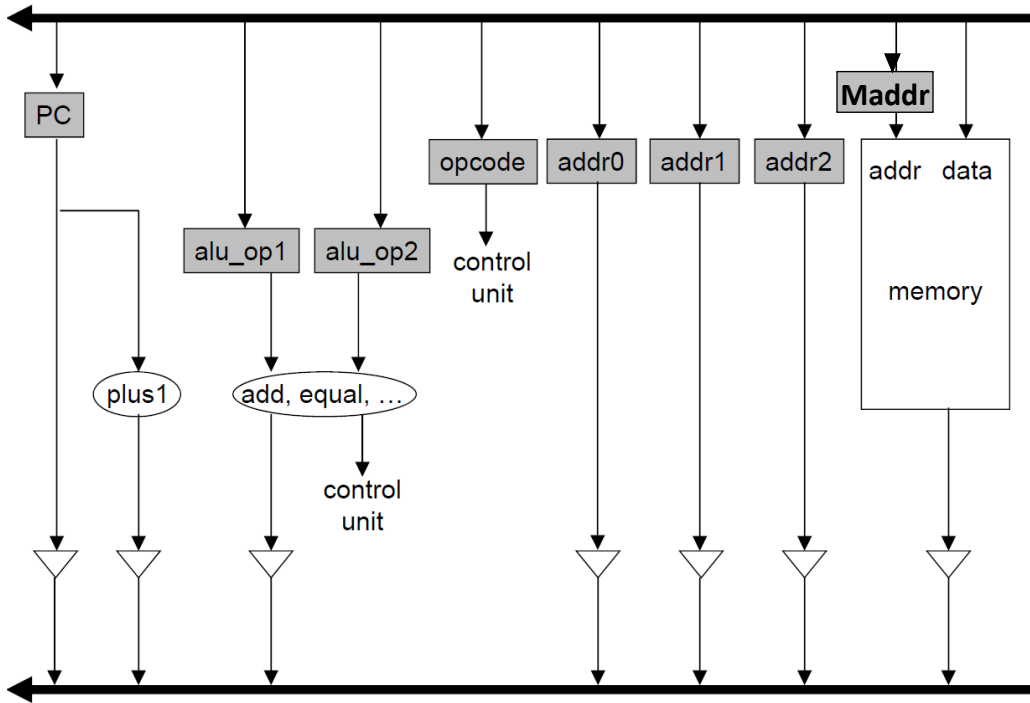 PC
Maddr
opcode
addr0
addr1
addr2
addr data
alu_op1
alu_op2
control
unit
memory
plus1
add, equal, …
control
unit